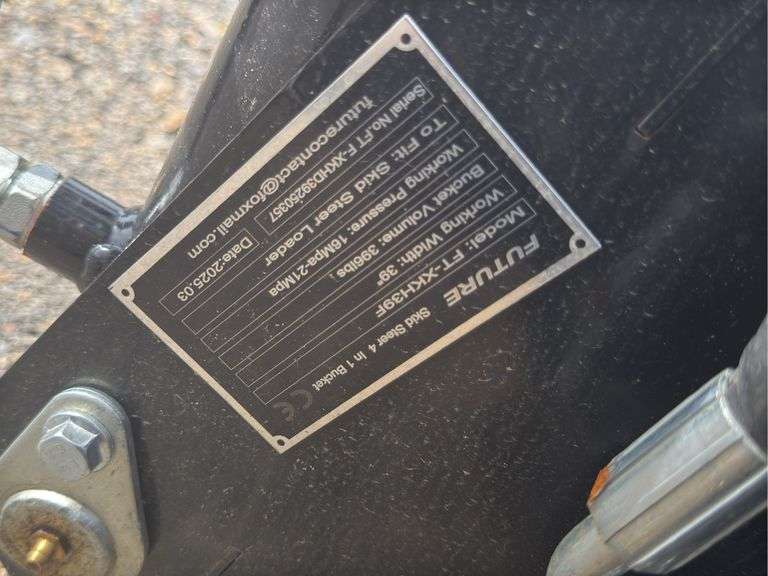 FUTURE Skid Steer 4 In 1 Bucket
Model: FT-XKH39F
Working Width: 39"
Bucket Volume: 396lbs
Working Pressure: 16Mpa-21Mpa
To Fit: Skid Steer Loader
Serial No.FT F-XKHD39250357
futurecontact@foxmail.com Date:2025.03
CE